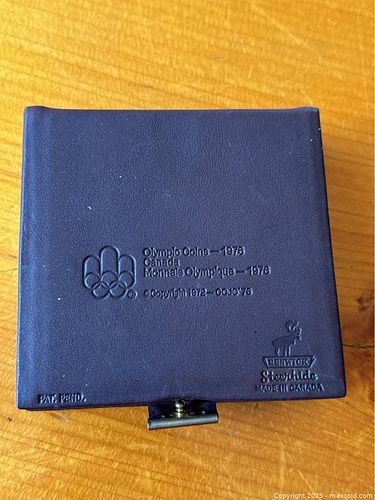 Olympic Coins — 1976
Canada
Monnaie Olympique — 1976
© Copyright 1972 — COJO '76
RENWICK
Steerhide
MADE IN CANADA
PAT. PEND.
Copyright 2025 - maxsold.com